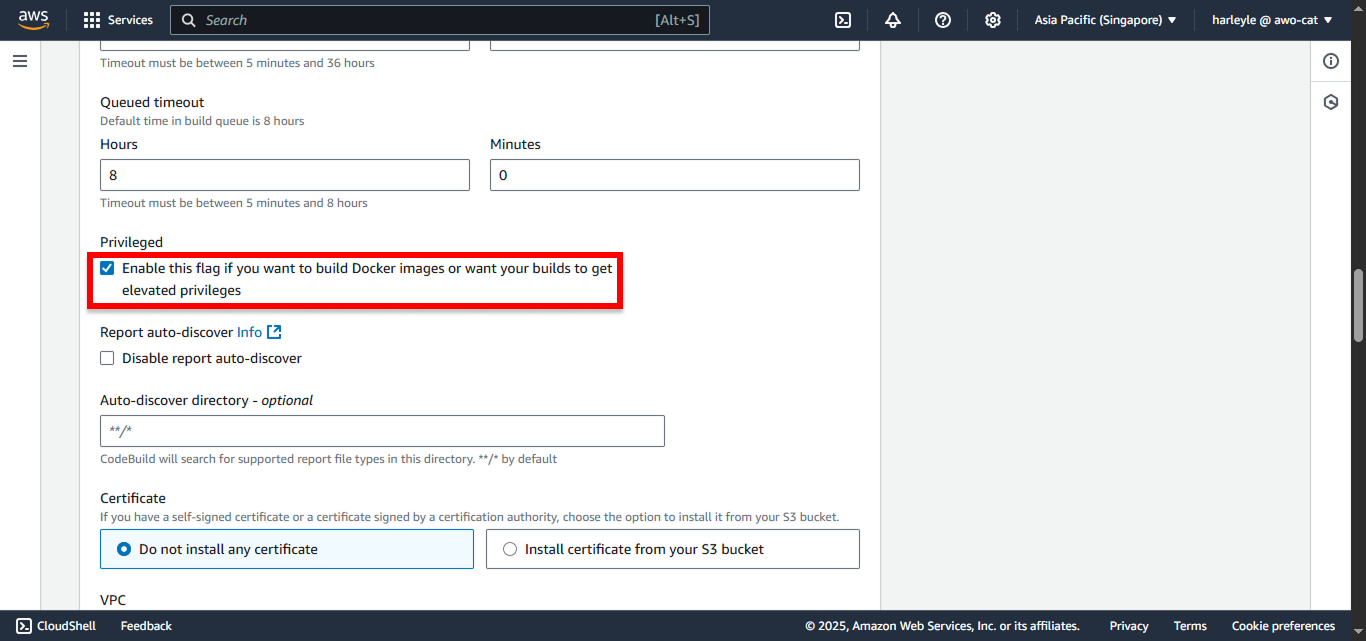 aws
Services
Search
[Alt+S]
Asia Pacific (Singapore) ▼
harleyle @ awo-cat ▼
Timeout must be between 5 minutes and 36 hours
Queued timeout
Default time in build queue is 8 hours
Hours
Minutes
8
0
Timeout must be between 5 minutes and 8 hours
Privileged
Enable this flag if you want to build Docker images or want your builds to get
elevated privileges
Report auto-discover Info
Disable report auto-discover
Auto-discover directory - optional
**/*
CodeBuild will search for supported report file types in this directory. **/* by default
Certificate
If you have a self-signed certificate or a certificate signed by a certification authority, choose the option to install it from your S3 bucket.
Do not install any certificate
Install certificate from your S3 bucket
VPC
CloudShell
Feedback
© 2025, Amazon Web Services, Inc. or its affiliates.
Privacy
Terms
Cookie preferences